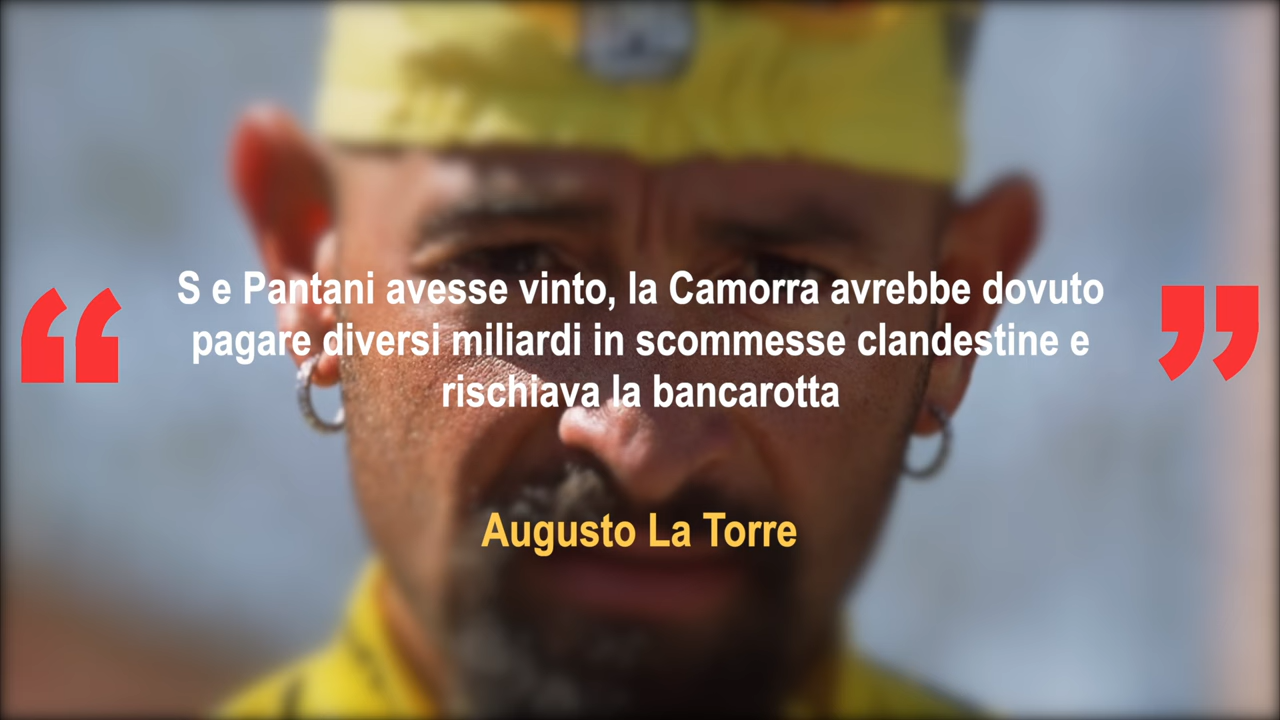 S e Pantani avesse vinto, la Camorra avrebbe dovuto
pagare diversi miliardi in scommesse clandestine e
rischiava la bancarotta
Augusto La Torre